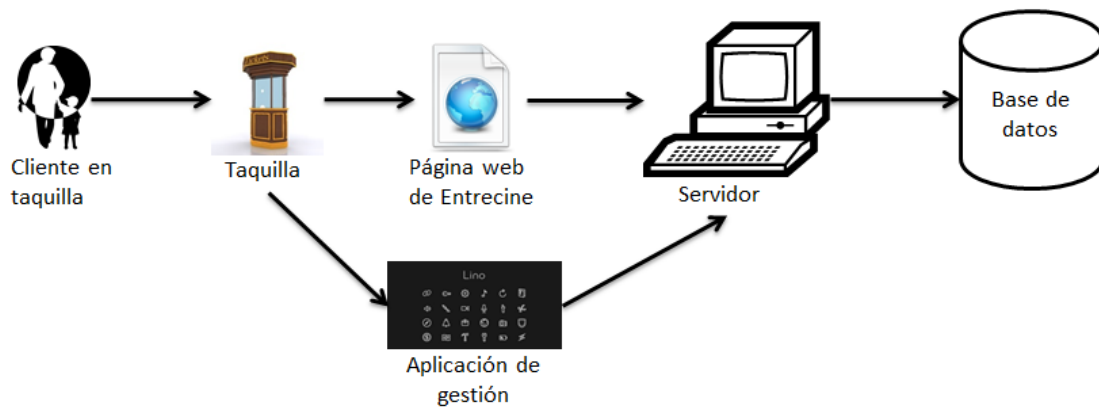 Cliente en
taquilla
Taquilla
Página web
de Entrecine
Servidor
Base de
datos
Lino
Aplicación de
gestión